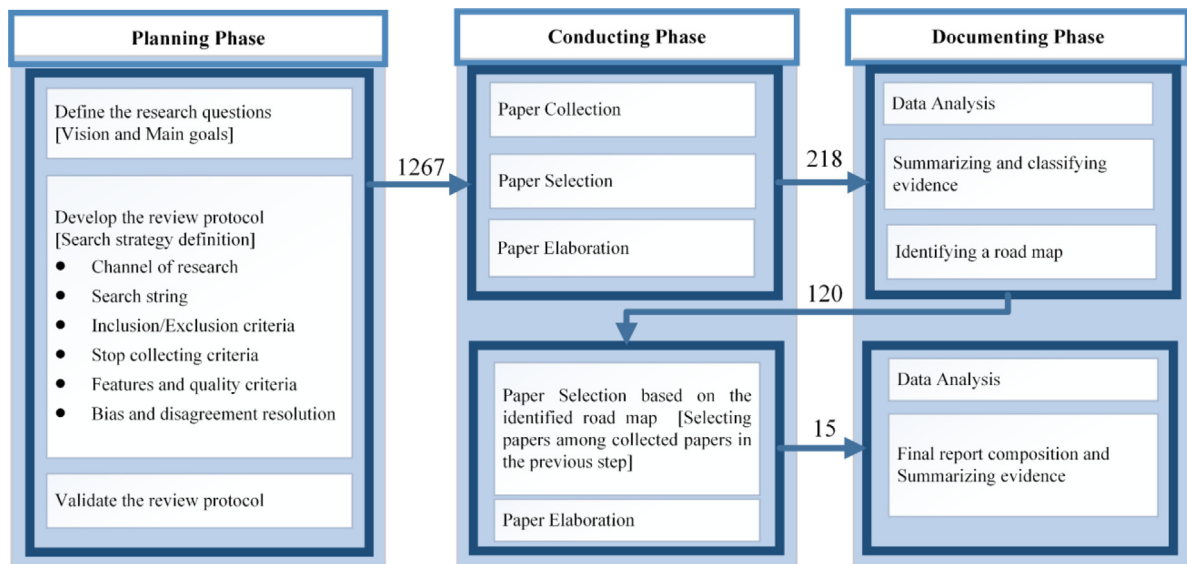 Planning Phase
Define the research questions
[Vision and Main goals]
Develop the review protocol
[Search strategy definition]
● Channel of research
● Search string
● Inclusion/Exclusion criteria
● Stop collecting criteria
● Features and quality criteria
● Bias and disagreement resolution
Validate the review protocol
1267
Conducting Phase
Paper Collection
Paper Selection
Paper Elaboration
218
Documenting Phase
Data Analysis
Summarizing and classifying
evidence
Identifying a road map
120
Paper Selection based on the
identified road map [Selecting
papers among collected papers in
the previous step]
Paper Elaboration
15
Data Analysis
Final report composition and
Summarizing evidence